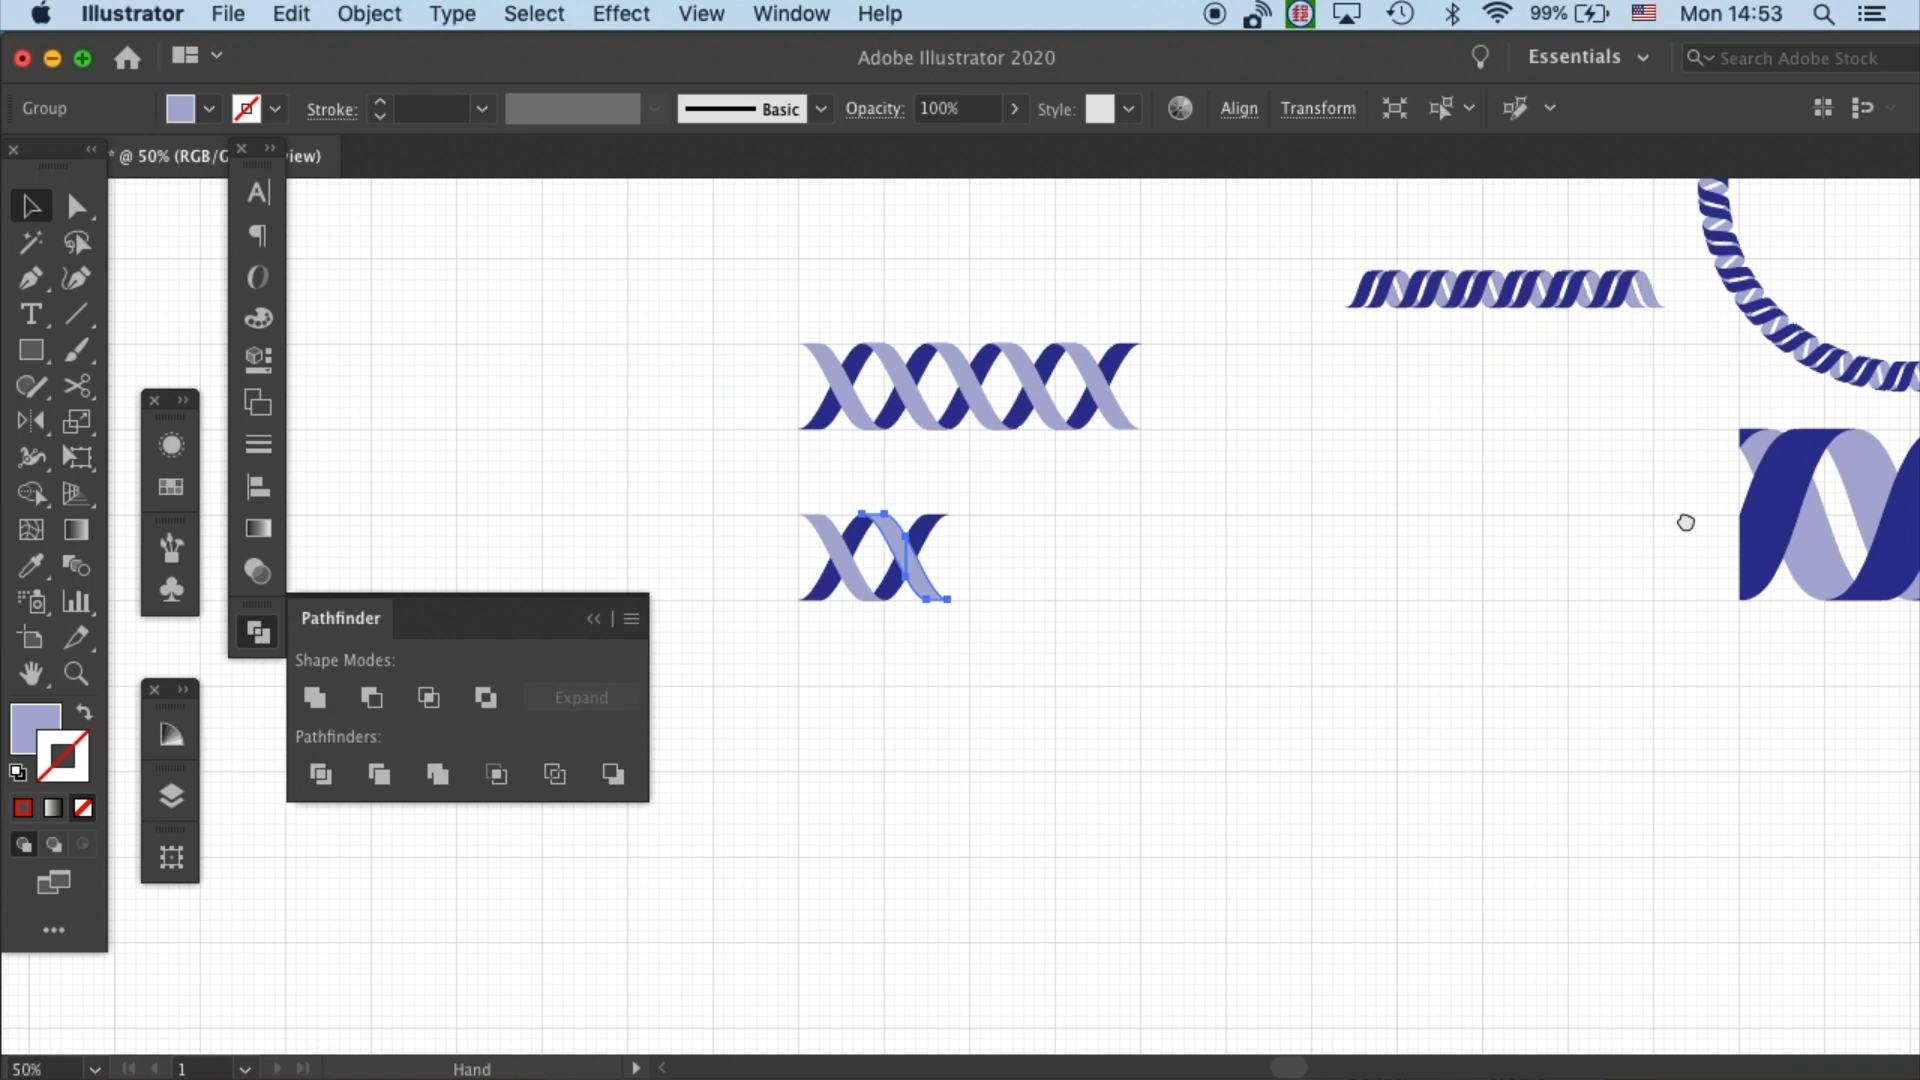 Illustrator File Edit Object Type Select Effect View Window Help 99% Mon 14:53
Adobe Illustrator 2020 Essentials Search Adobe Stock
Group Stroke: Basic Opacity: 100% Style: Align Transform
* @ 50% (RGB/G view)
Pathfinder
Shape Modes:
Expand
Pathfinders:
50% 1 Hand